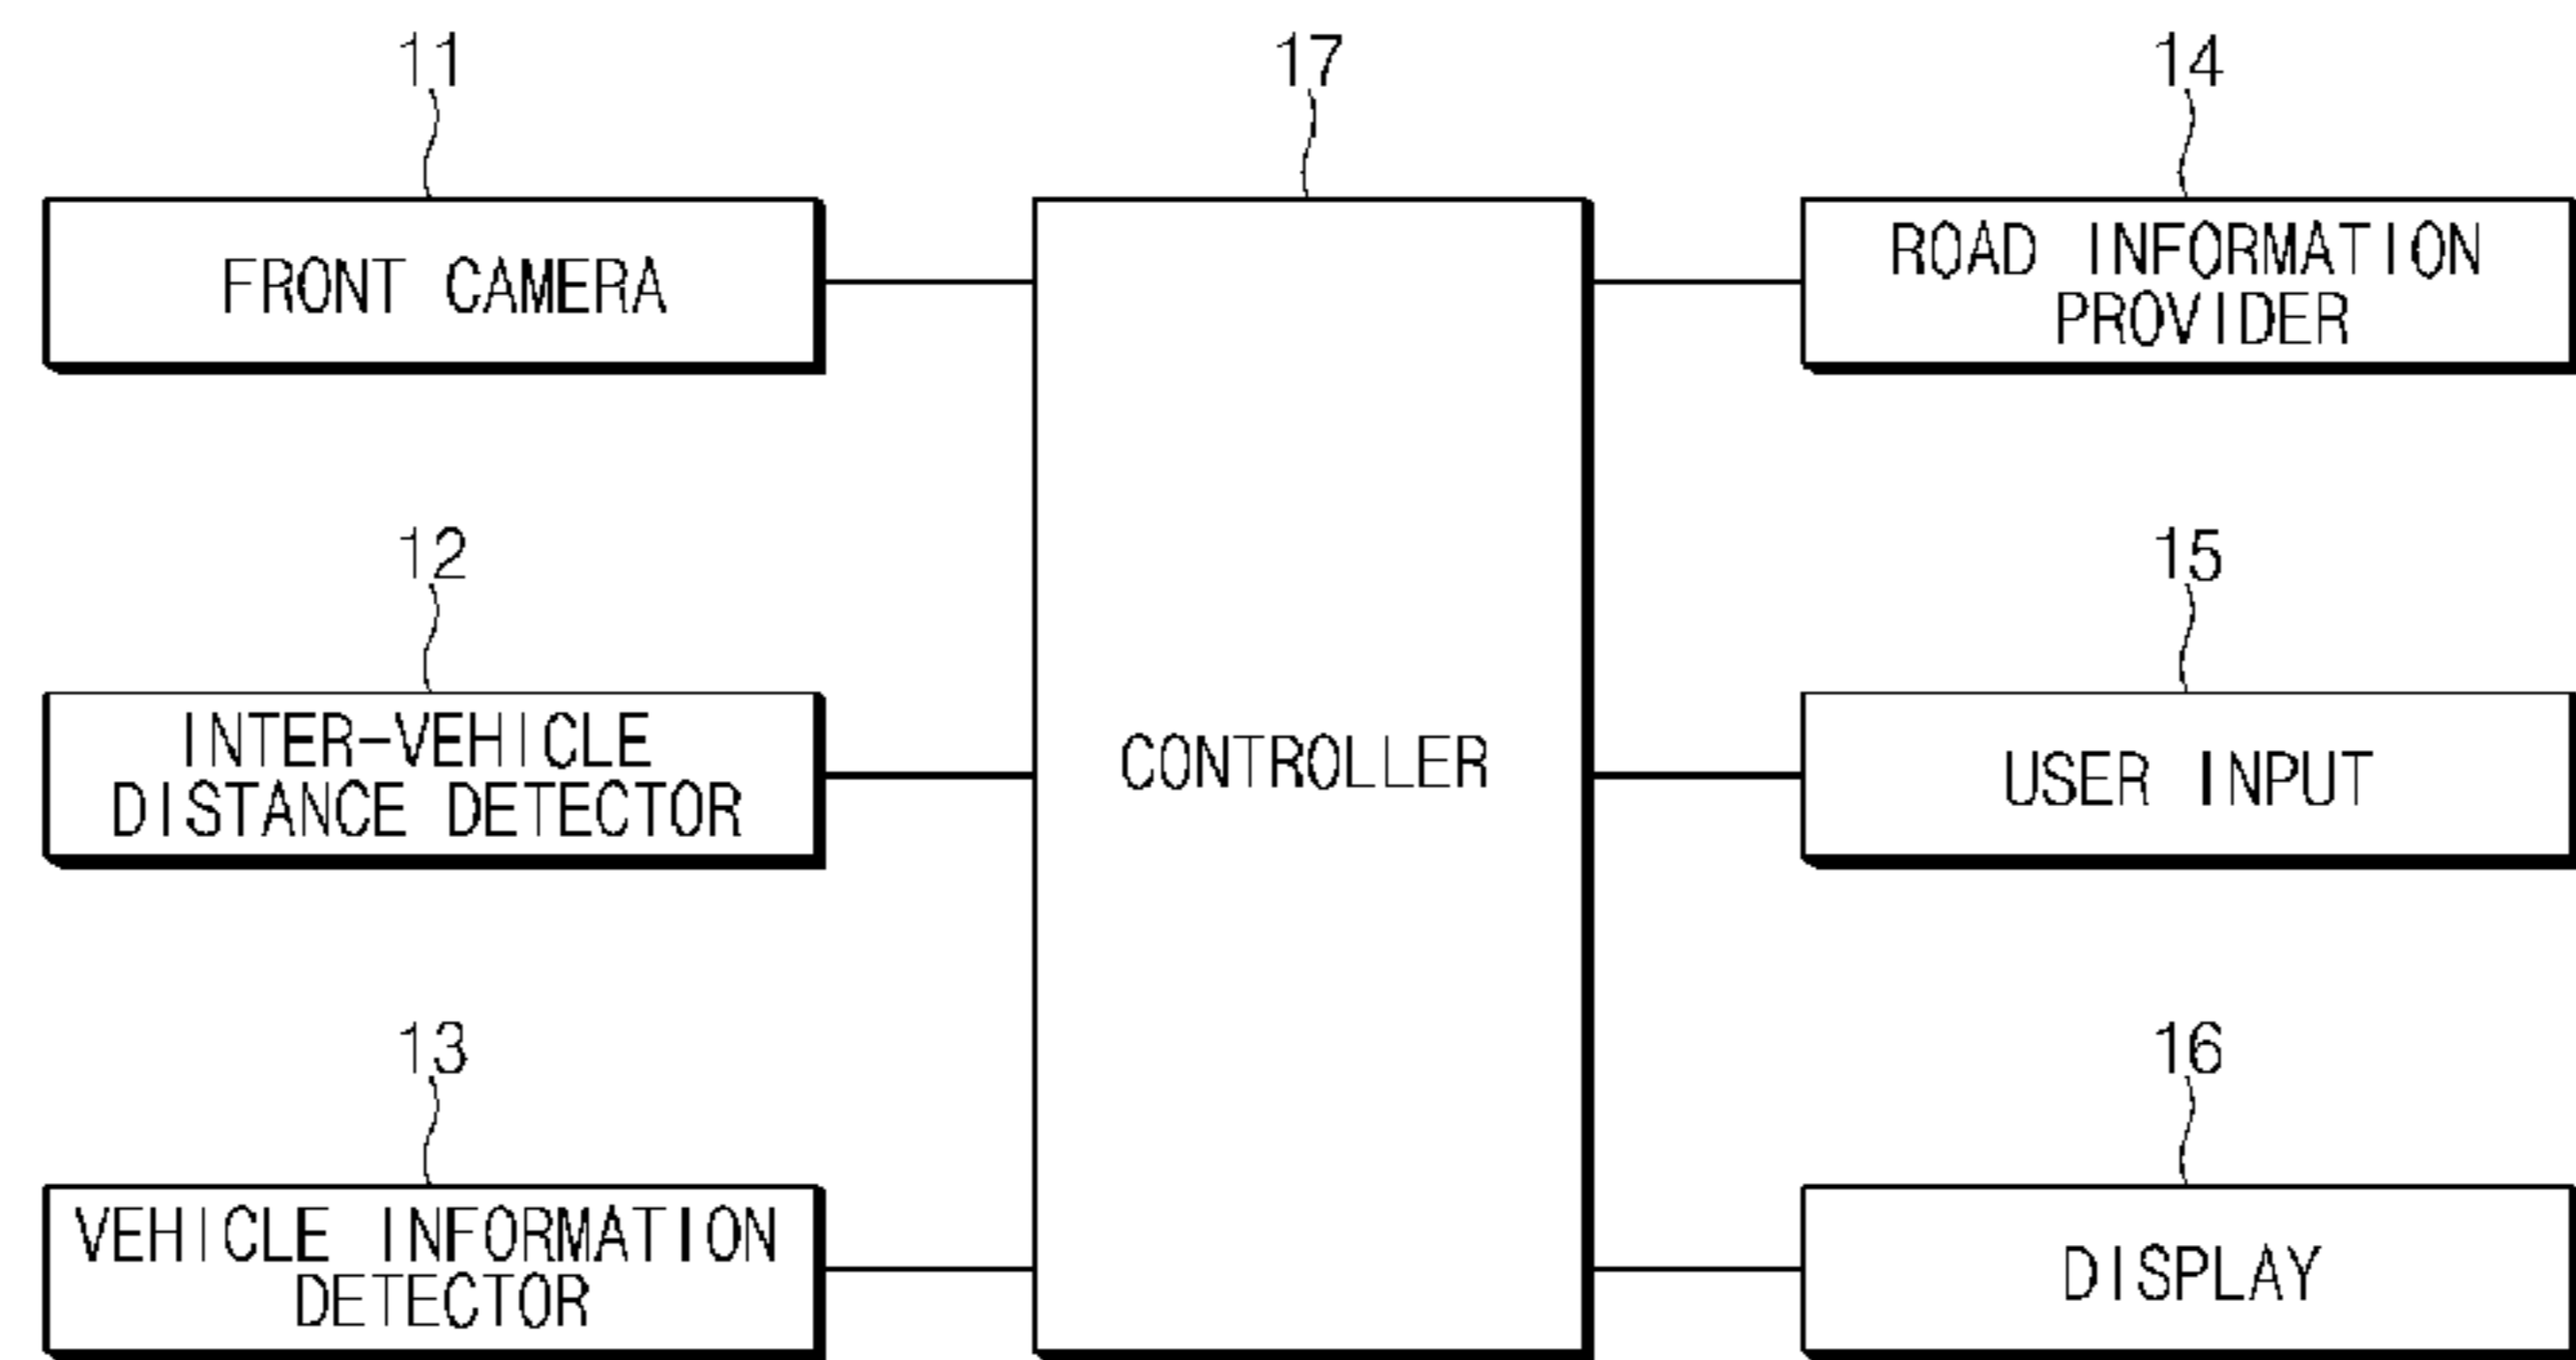 11
17
14
FRONT CAMERA
ROAD INFORMATION
PROVIDER
12
15
INTER-VEHICLE
DISTANCE DETECTOR
CONTROLLER
USER INPUT
13
16
VEHICLE INFORMATION
DETECTOR
DISPLAY